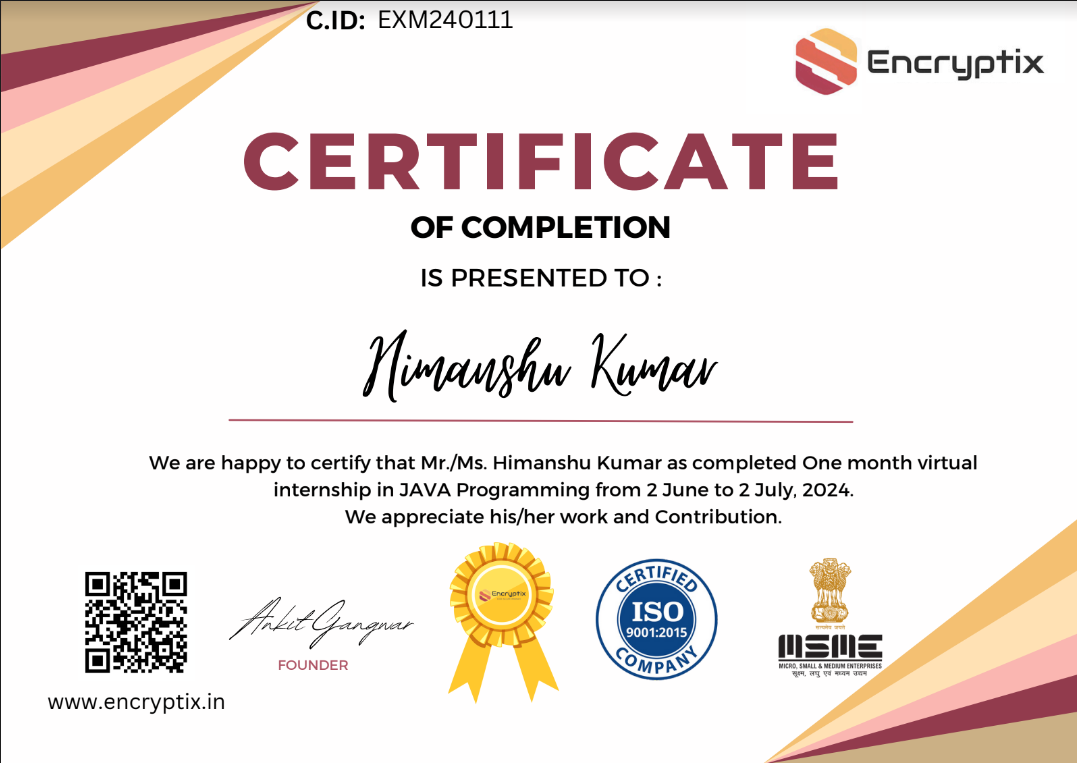 C.ID: EXM240111
Encryptix
CERTIFICATE
OF COMPLETION
IS PRESENTED TO :
Himanshu Kumar
We are happy to certify that Mr./Ms. Himanshu Kumar as completed One month virtual
internship in JAVA Programming from 2 June to 2 July, 2024.
We appreciate his/her work and Contribution.
Ankit Gangwar
FOUNDER
www.encryptix.in
Encryptix
CERTIFIED
ISO
9001:2015
COMPANY
सत्यमेव जयते
MSME
MICRO, SMALL & MEDIUM ENTERPRISES
सूक्ष्म, लघु एवं मध्यम उद्यम